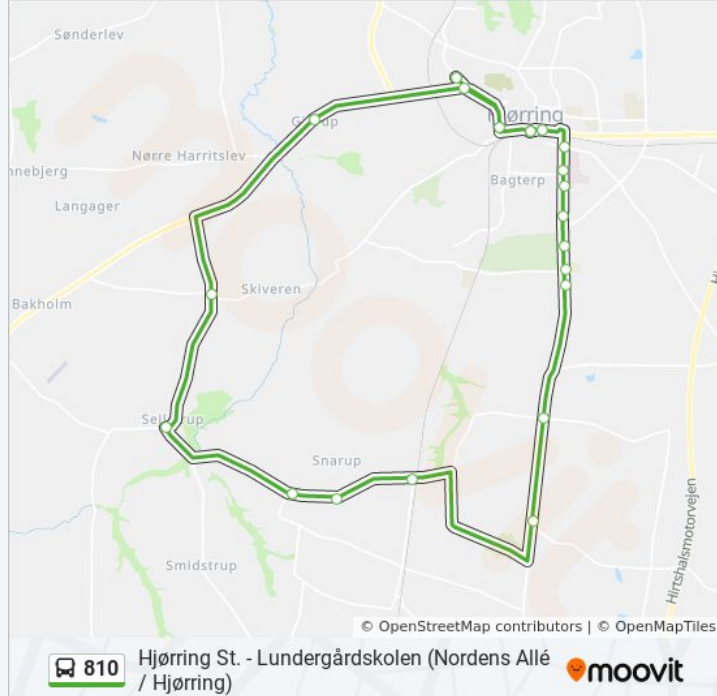 Sønderlev
Hjørring
Nørre Harritslev
nnebjerg
Bagterp
Langager
Skiveren
Bakholm
Snarup
Smidstrup
Hirtshalsmotorvejen
© OpenStreetMap contributors | © OpenMapTiles
810
Hjørring St. - Lundergårdskolen (Nordens Allé
/ Hjørring)
moovit